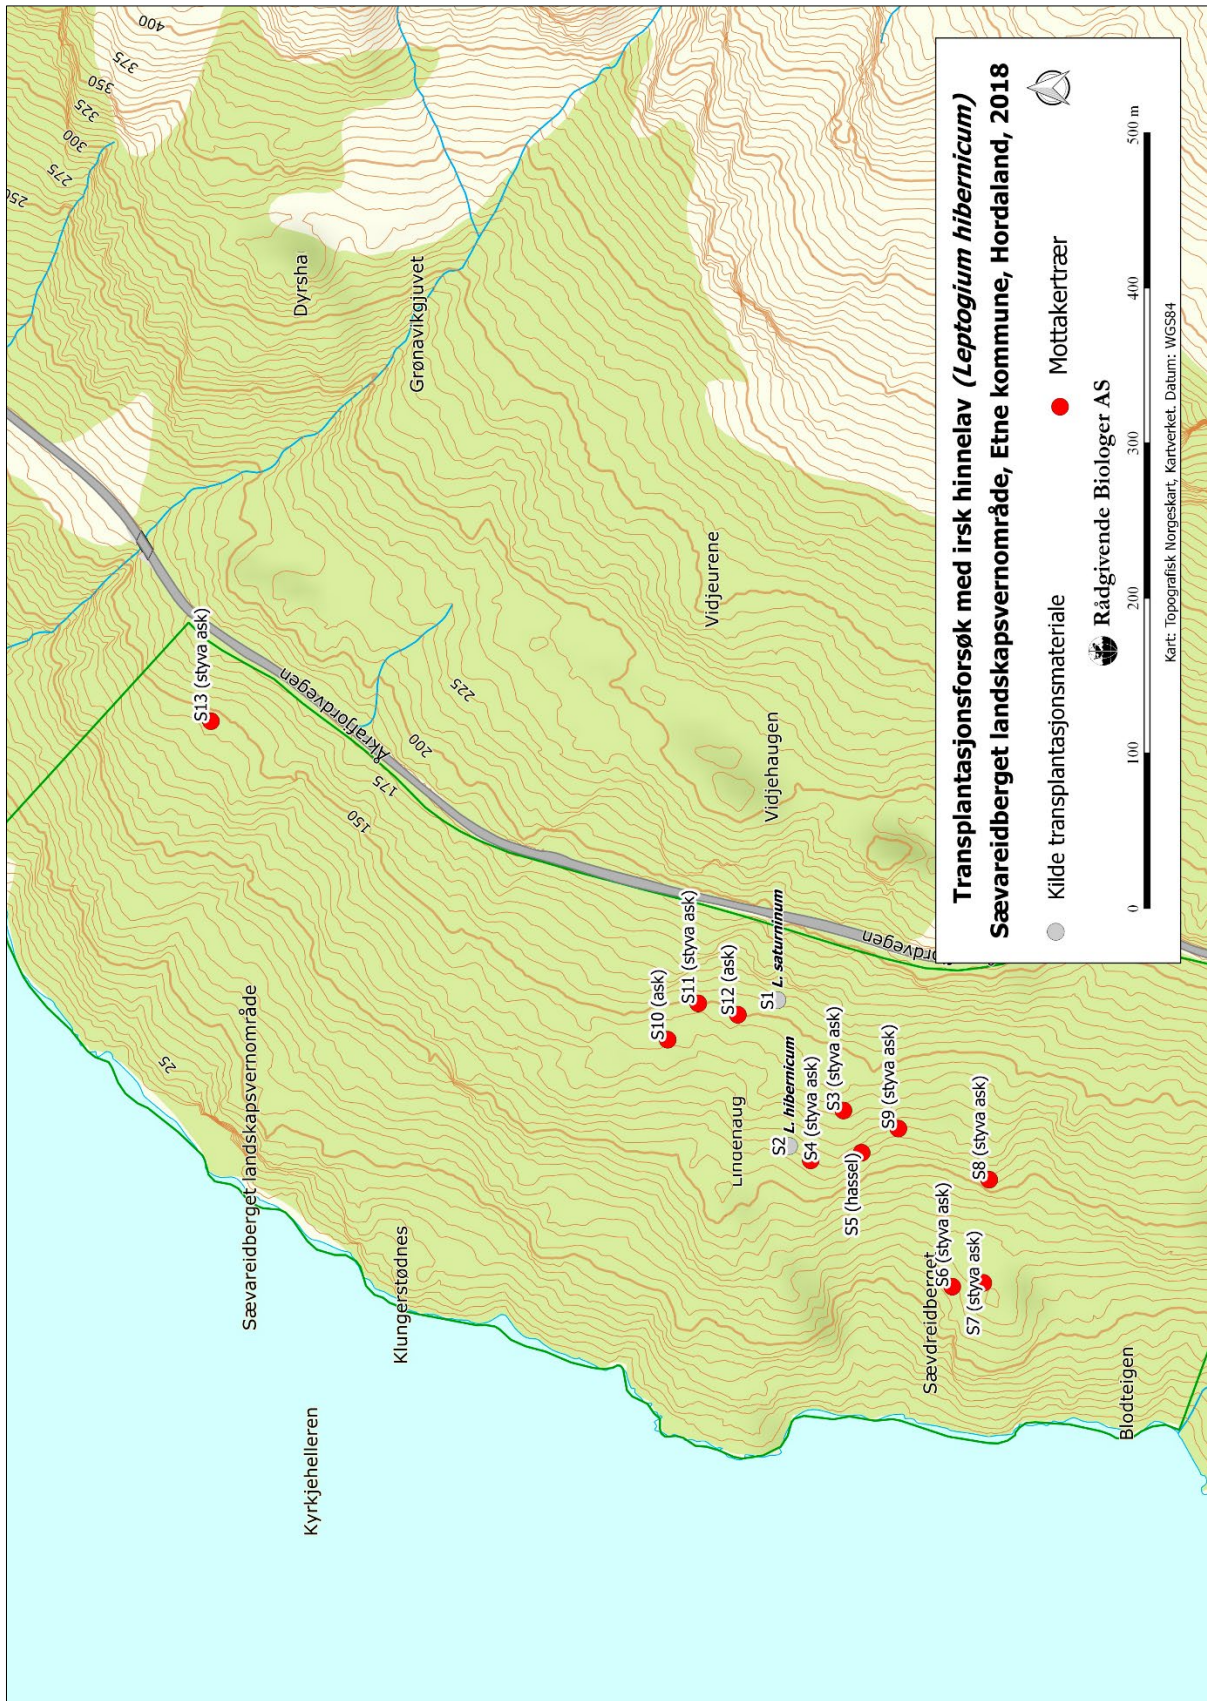 Transplantasjonsforsøk med irsk hinnelav (Leptogium hibernicum)
Sævareidberget landskapsvernområde, Etne kommune, Hordaland, 2018
Kilde transplantasjonsmateriale
Mottakertrær
Rådgivende Biologer AS
0 100 200 300 400 500 m
Kart: Topografisk Norgeskart, Kartverket. Datum: WGS84
Kyrkjehelleren
Sævareidberget landskapsvernområde
Klungerstødnes
25
150
175
200
225
Åkrafjordvegen
S13 (styva ask)
Dyrsha
Grønavikgjuvet
250
275
300
325
350
375
400
Vidjeurene
Vidjehaugen
S10 (ask)
S11 (styva ask)
S12 (ask)
S1
L. saturninum
S2
L. hibernicum
S4 (styva ask)
S3 (styva ask)
S5 (hassel)
S9 (styva ask)
S6 (styva ask)
S7 (styva ask)
S8 (styva ask)
Sævdreidberget
Blodteigen
ordvegen